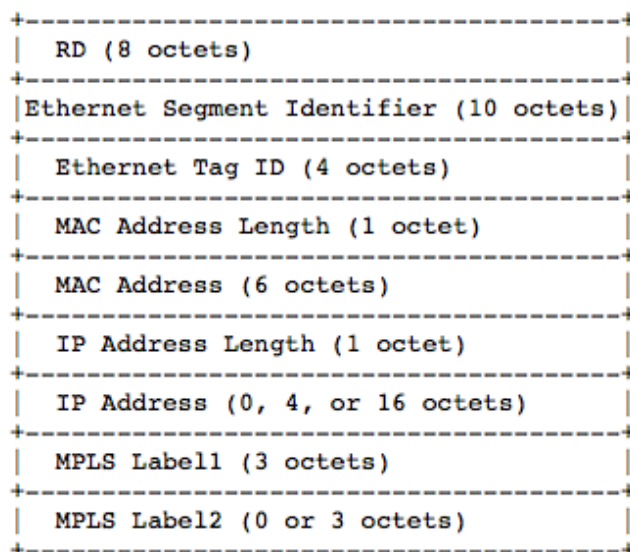 RD (8 octets)
Ethernet Segment Identifier (10 octets)
Ethernet Tag ID (4 octets)
MAC Address Length (1 octet)
MAC Address (6 octets)
IP Address Length (1 octet)
IP Address (0, 4, or 16 octets)
MPLS Label1 (3 octets)
MPLS Label2 (0 or 3 octets)